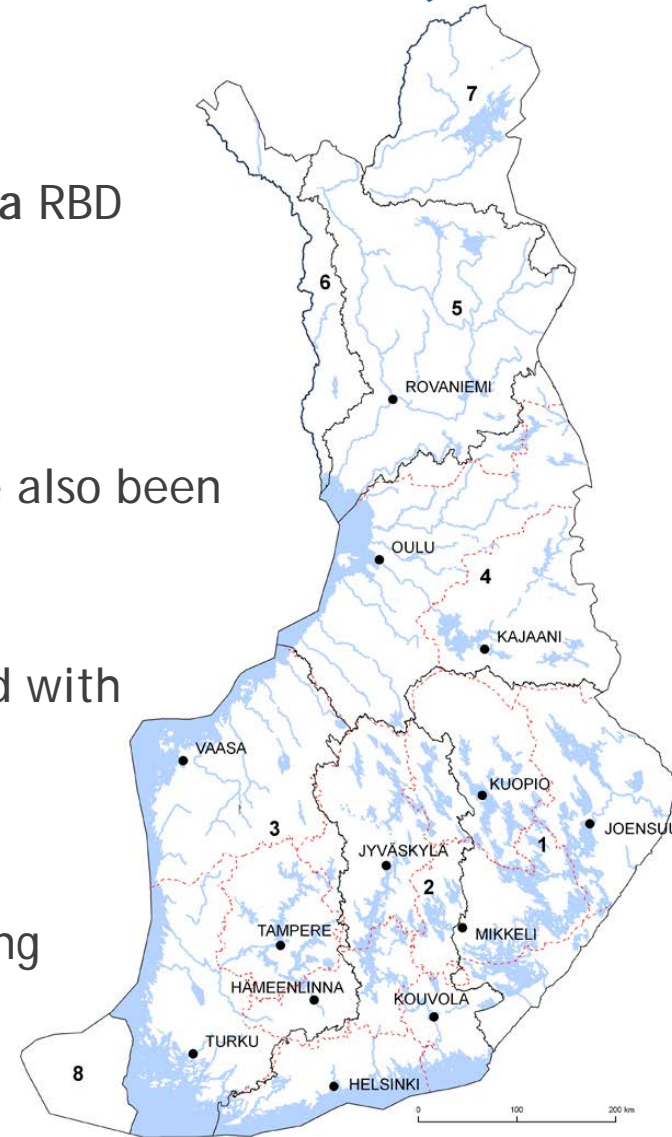 7
a RBD
6
5
ROVANIEMI
also been
OULU
4
KAJAANI
d with
VAASA
KUOPIO
JOENSUU
3
1
JYVÄSKYLÄ
2
TAMPERE
MIKKELI
ng
HÄMEENLINNA
KOUVOLA
TURKU
8
HELSINKI
0 100 200 km